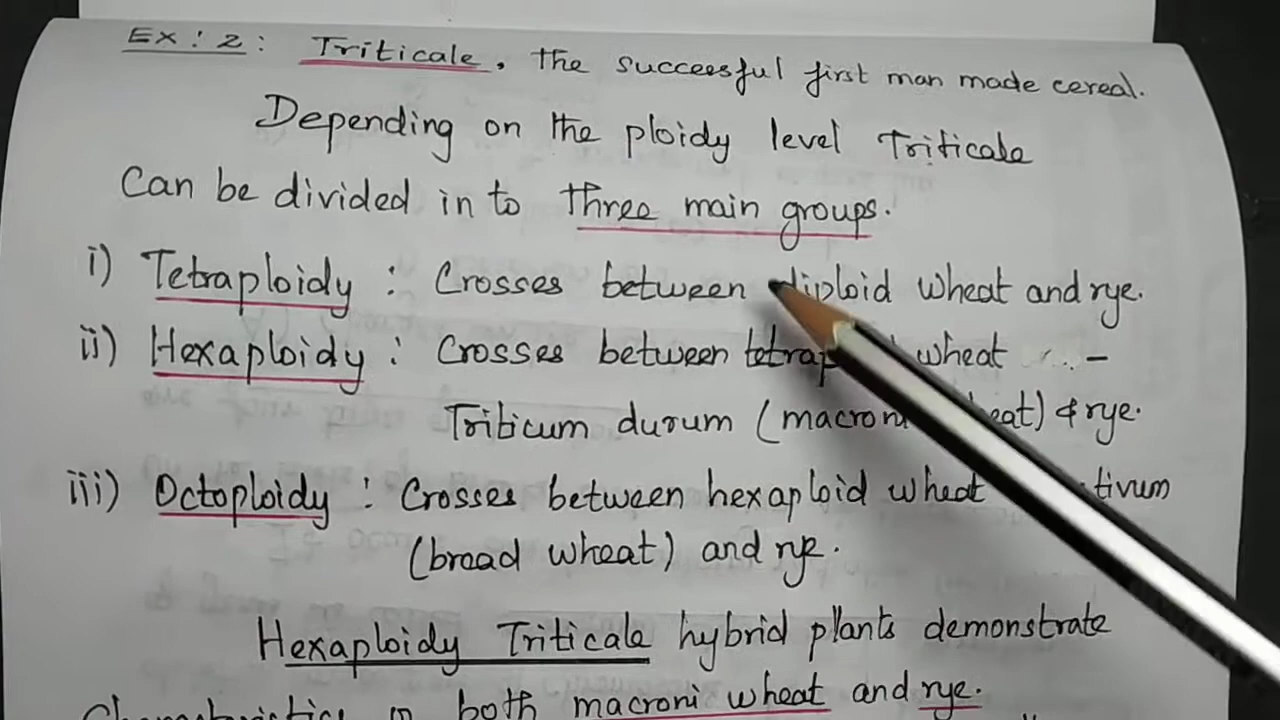 Ex: 2: Triticale. The successful first man made cereal.
Depending on the ploidy level Triticale
Can be divided in to three main groups.
i) Tetraploidy : Crosses between diploid wheat and rye.
ii) Hexaploidy : Crosses between wheat -
Triticum durum (macroni wheat) & rye.
iii) Octoploidy : Crosses between hexaploid wheat
(bread wheat) and rye.
Hexaploidy Triticale hybrid plants demonstrate
both macroni wheat and rye.